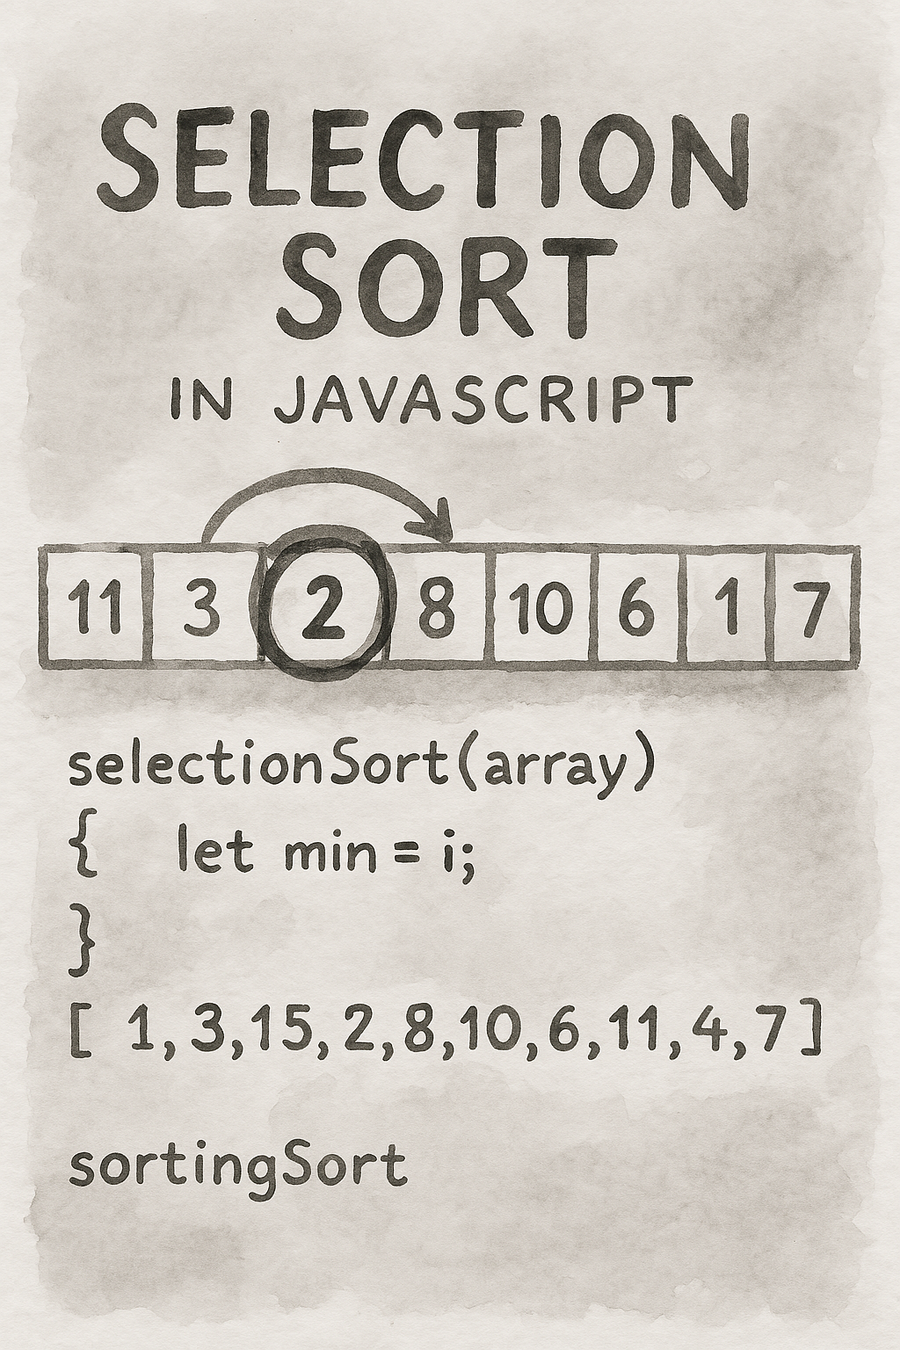 SELECTION
SORT
IN JAVASCRIPT
11 3 2 8 10 6 1 7
selectionSort(array)
{ let min = i;
}
[ 1, 3, 15, 2, 8, 10, 6, 11, 4, 7 ]
sortingSort